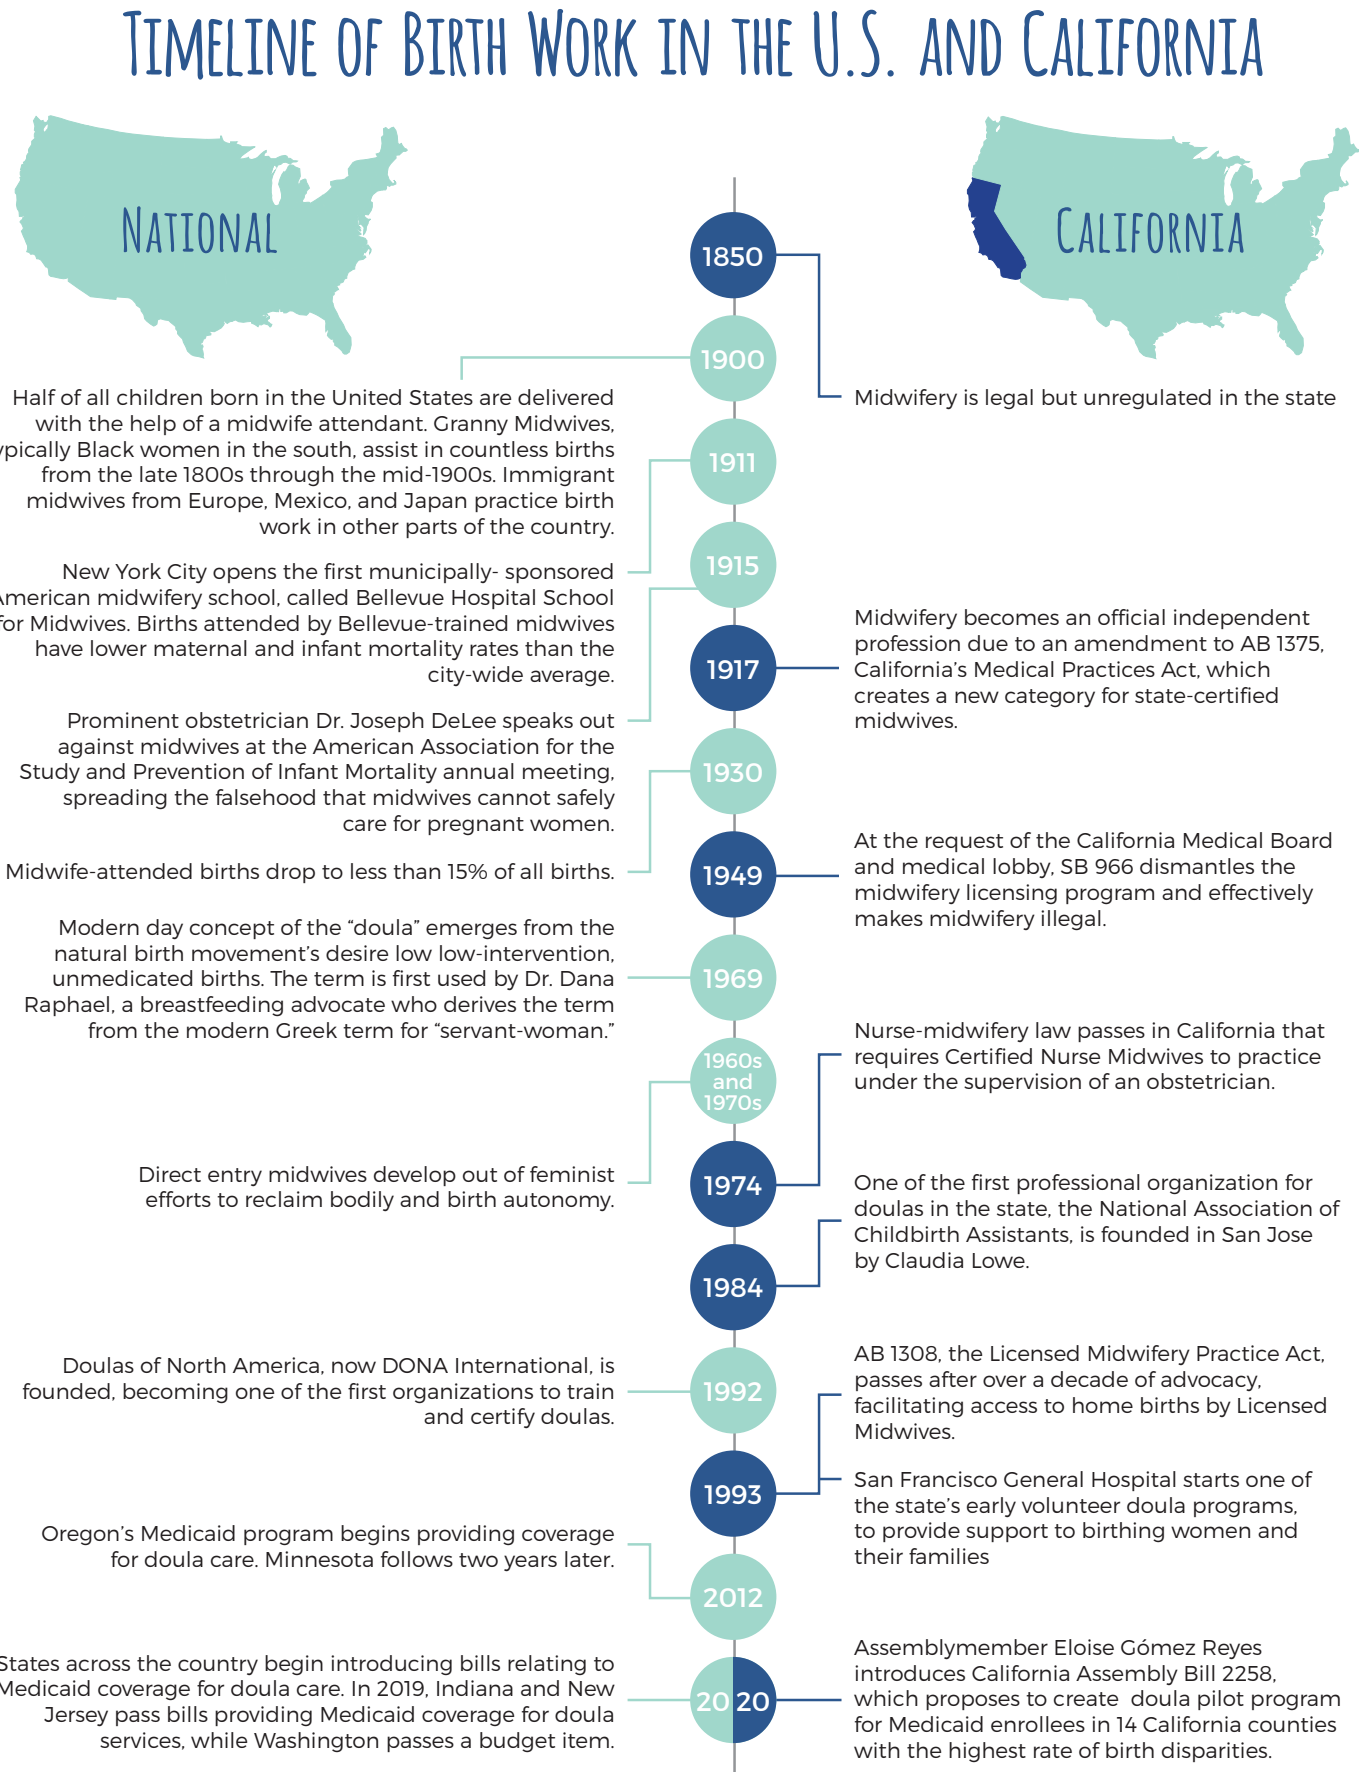 TIMELINE OF BIRTH WORK IN THE U.S. AND CALIFORNIA
NATIONAL
CALIFORNIA
1850
Midwifery is legal but unregulated in the state
1900
Half of all children born in the United States are delivered
with the help of a midwife attendant. Granny Midwives,
ypically Black women in the south, assist in countless births
from the late 1800s through the mid-1900s. Immigrant
midwives from Europe, Mexico, and Japan practice birth
work in other parts of the country.
1911
New York City opens the first municipally- sponsored
American midwifery school, called Bellevue Hospital School
for Midwives. Births attended by Bellevue-trained midwives
have lower maternal and infant mortality rates than the
city-wide average.
1915
Prominent obstetrician Dr. Joseph DeLee speaks out
against midwives at the American Association for the
Study and Prevention of Infant Mortality annual meeting,
spreading the falsehood that midwives cannot safely
care for pregnant women.
1917
Midwifery becomes an official independent
profession due to an amendment to AB 1375,
California's Medical Practices Act, which
creates a new category for state-certified
midwives.
1930
Midwife-attended births drop to less than 15% of all births.
1949
At the request of the California Medical Board
and medical lobby, SB 966 dismantles the
midwifery licensing program and effectively
makes midwifery illegal.
1969
Modern day concept of the “doula” emerges from the
natural birth movement's desire low low-intervention,
unmedicated births. The term is first used by Dr. Dana
Raphael, a breastfeeding advocate who derives the term
from the modern Greek term for “servant-woman.”
1960s
and
1970s
Direct entry midwives develop out of feminist
efforts to reclaim bodily and birth autonomy.
1974
Nurse-midwifery law passes in California that
requires Certified Nurse Midwives to practice
under the supervision of an obstetrician.
1984
One of the first professional organization for
doulas in the state, the National Association of
Childbirth Assistants, is founded in San Jose
by Claudia Lowe.
1992
Doulas of North America, now DONA International, is
founded, becoming one of the first organizations to train
and certify doulas.
1993
AB 1308, the Licensed Midwifery Practice Act,
passes after over a decade of advocacy,
facilitating access to home births by Licensed
Midwives.
San Francisco General Hospital starts one of
the state's early volunteer doula programs,
to provide support to birthing women and
their families
2012
Oregon's Medicaid program begins providing coverage
for doula care. Minnesota follows two years later.
20 20
States across the country begin introducing bills relating to
Medicaid coverage for doula care. In 2019, Indiana and New
Jersey pass bills providing Medicaid coverage for doula
services, while Washington passes a budget item.
Assemblymember Eloise Gómez Reyes
introduces California Assembly Bill 2258,
which proposes to create doula pilot program
for Medicaid enrollees in 14 California counties
with the highest rate of birth disparities.